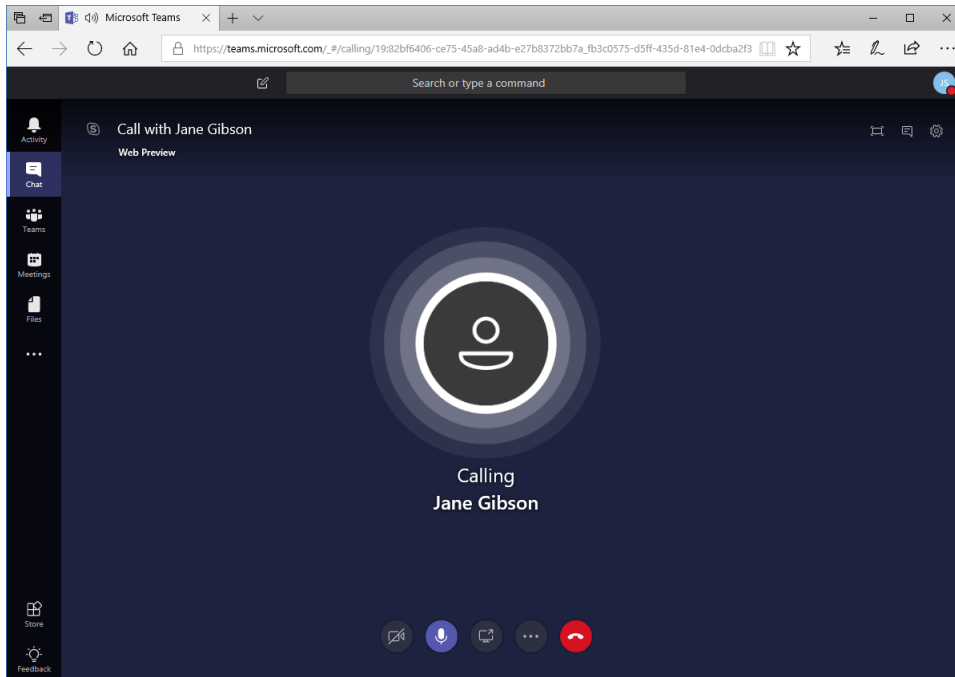 Microsoft Teams
https://teams.microsoft.com/_#/calling/19:82bf6406-ce75-45a8-ad4b-e27b8372bb7a_fb3c0575-d5ff-435d-81e4-0dcba2f3
Search or type a command
JS
Activity
Call with Jane Gibson
Web Preview
Chat
Teams
Meetings
Files
Calling
Jane Gibson
Store
Feedback